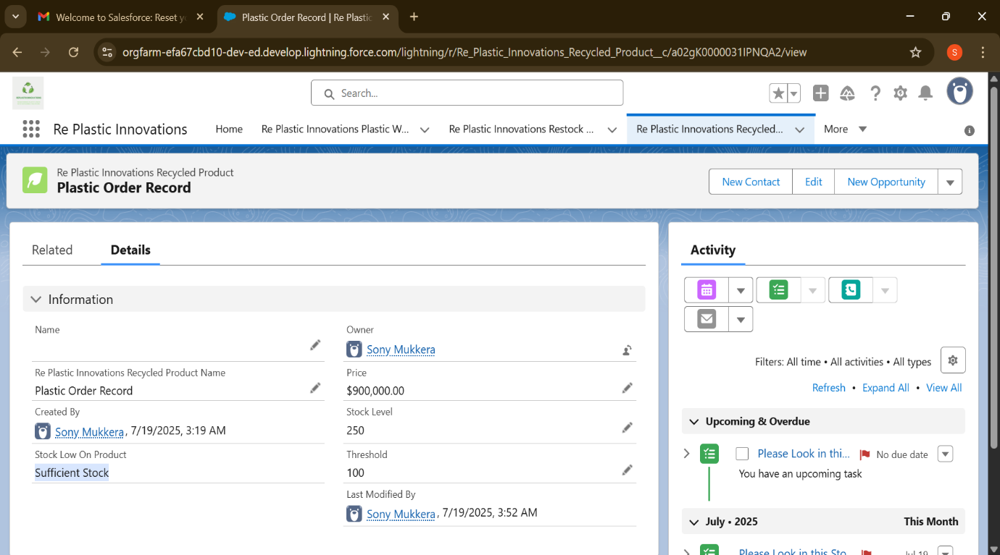 Welcome to Salesforce: Reset yo
Plastic Order Record | Re Plastic
orgfarm-efa67cbd10-dev-ed.develop.lightning.force.com/lightning/r/Re_Plastic_Innovations_Recycled_Product__c/a02gK0000031IPNQA2/view
S
Search...
Re Plastic Innovations
Home
Re Plastic Innovations Plastic W...
Re Plastic Innovations Restock ...
Re Plastic Innovations Recycled...
More
Re Plastic Innovations Recycled Product
Plastic Order Record
New Contact
Edit
New Opportunity
Related
Details
Information
Name
Owner
Sony Mukkera
Re Plastic Innovations Recycled Product Name
Plastic Order Record
Price
$900,000.00
Created By
Sony Mukkera, 7/19/2025, 3:19 AM
Stock Level
250
Stock Low On Product
Sufficient Stock
Threshold
100
Last Modified By
Sony Mukkera, 7/19/2025, 3:52 AM
Activity
Filters: All time • All activities • All types
Refresh • Expand All • View All
Upcoming & Overdue
Please Look in thi...
No due date
You have an upcoming task
July • 2025
This Month
Please Look in this Sto
Jul 19